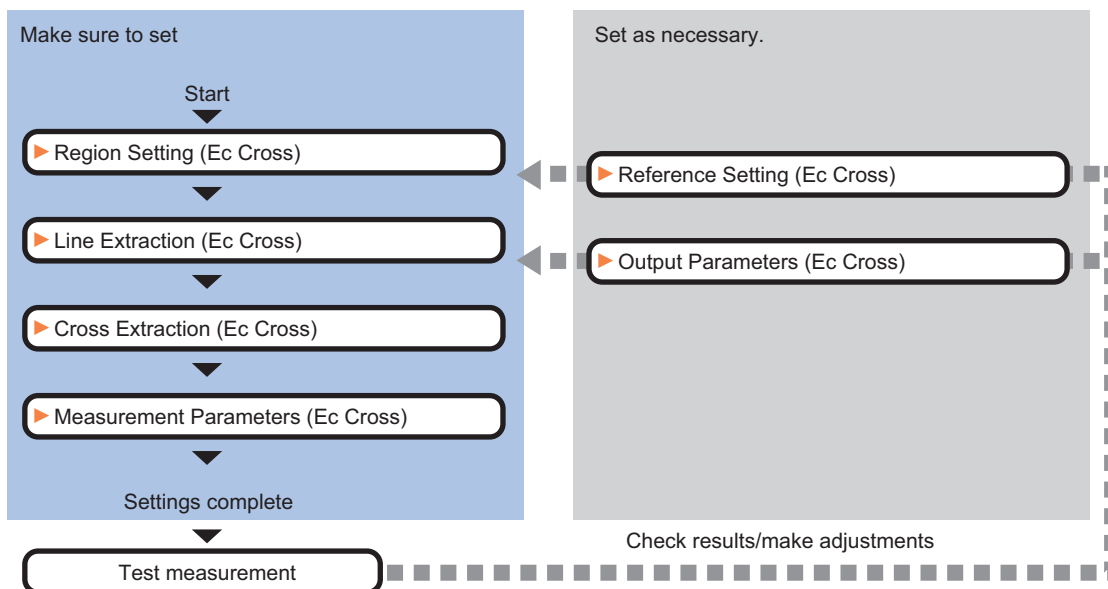 Make sure to set
Start
Region Setting (Ec Cross)
Line Extraction (Ec Cross)
Cross Extraction (Ec Cross)
Measurement Parameters (Ec Cross)
Settings complete
Test measurement
Set as necessary.
Reference Setting (Ec Cross)
Output Parameters (Ec Cross)
Check results/make adjustments